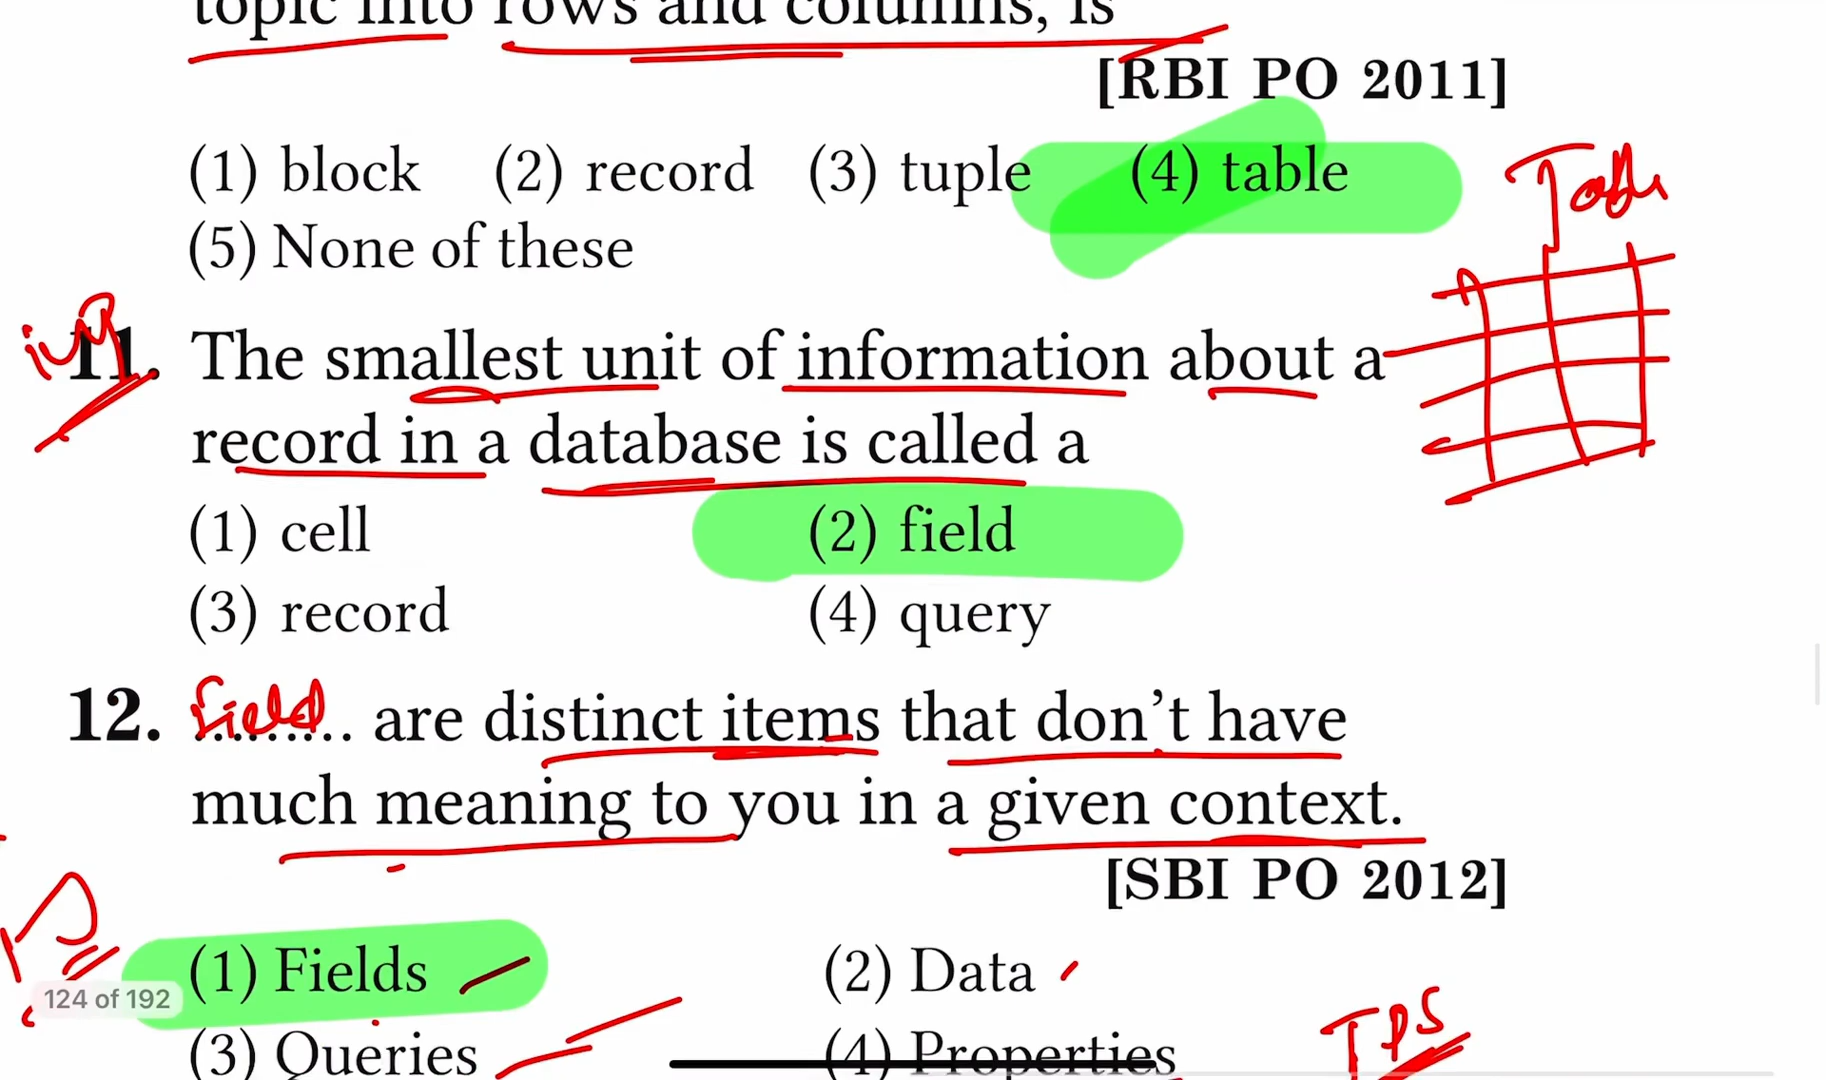 topic into rows and columns, is
[RBI PO 2011]
(1) block (2) record (3) tuple (4) table
(5) None of these
Table
11. The smallest unit of information about a
record in a database is called a
(1) cell (2) field
(3) record (4) query
12. field .......... are distinct items that don’t have
much meaning to you in a given context.
[SBI PO 2012]
(1) Fields (2) Data
124 of 192
(3) Queries (4) Properties